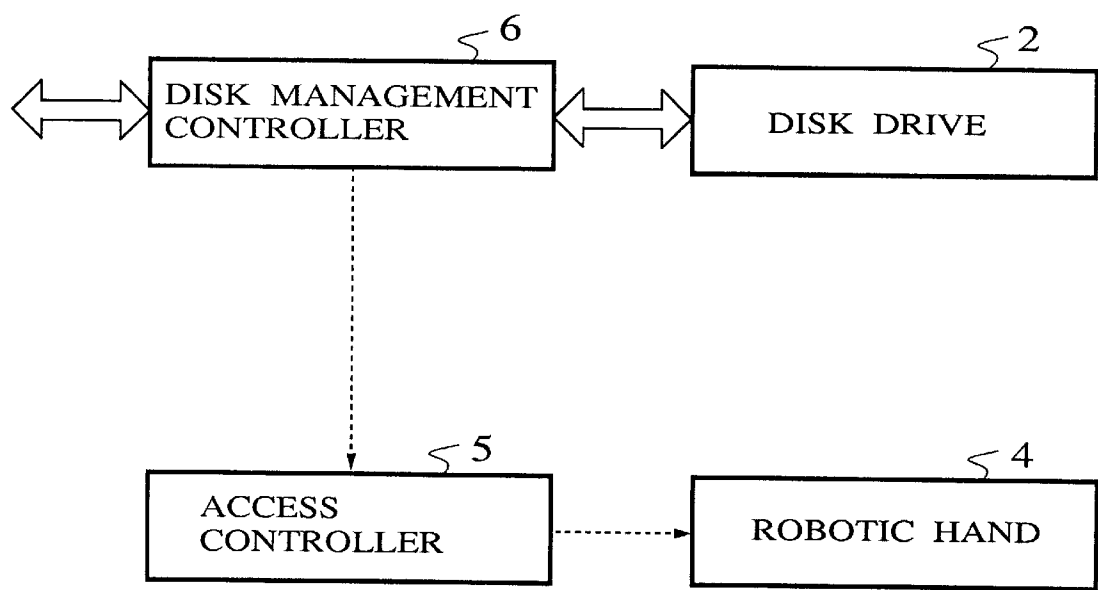 6
2
DISK MANAGEMENT
CONTROLLER
DISK DRIVE
5
4
ACCESS
CONTROLLER
ROBOTIC HAND